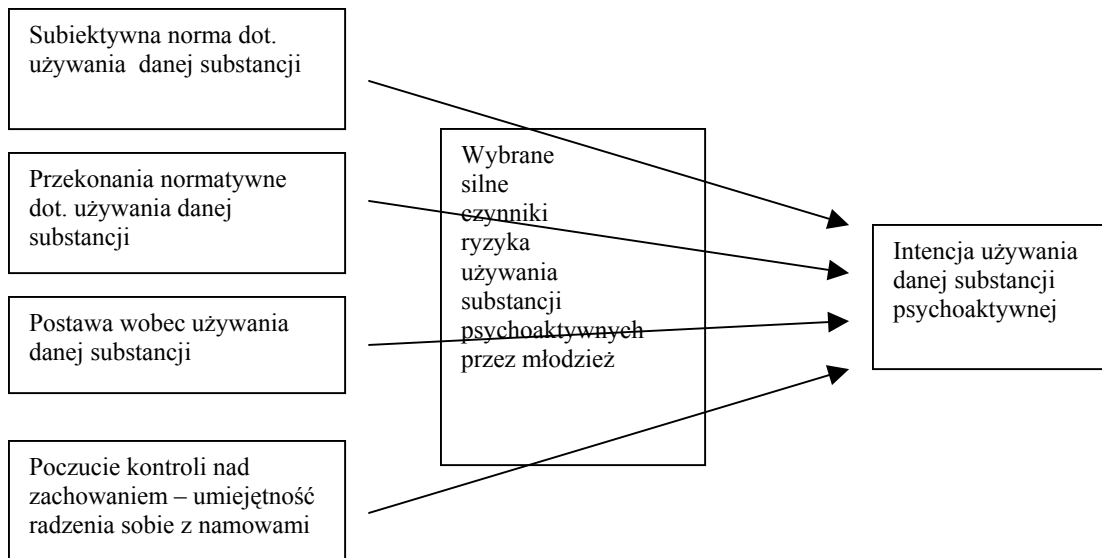 Subiektywna norma dot.
używania danej substancji
Przekonania normatywne
dot. używania danej
substancji
Postawa wobec używania
danej substancji
Poczucie kontroli nad
zachowaniem – umiejętność
radzenia sobie z namowami
Wybrane
silne
czynniki
ryzyka
używania
substancji
psychoaktywnych
przez młodzież
Intencja używania
danej substancji
psychoaktywnej